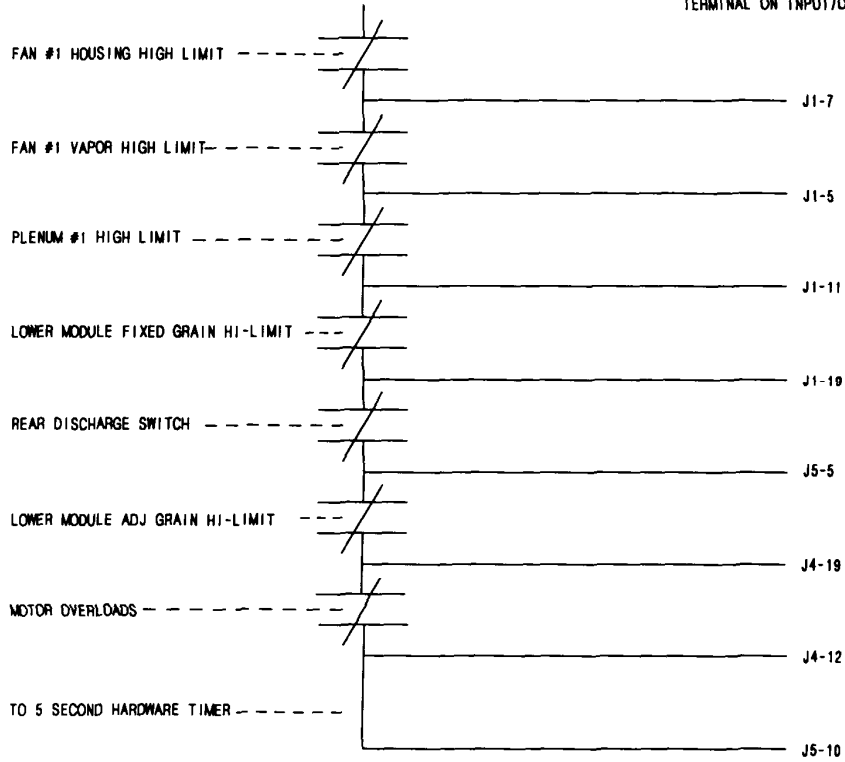 TERMINAL ON
FAN #1 HOUSING HIGH LIMIT
J1-7
FAN #1 VAPOR HIGH LIMIT
J1-5
PLENUM #1 HIGH LIMIT
J1-11
LOWER MODULE FIXED GRAIN HI-LIMIT
J1-19
REAR DISCHARGE SWITCH
J5-5
LOWER MODULE ADJ GRAIN HI-LIMIT
J4-19
MOTOR OVERLOADS
J4-12
TO 5 SECOND HARDWARE TIMER
J5-10